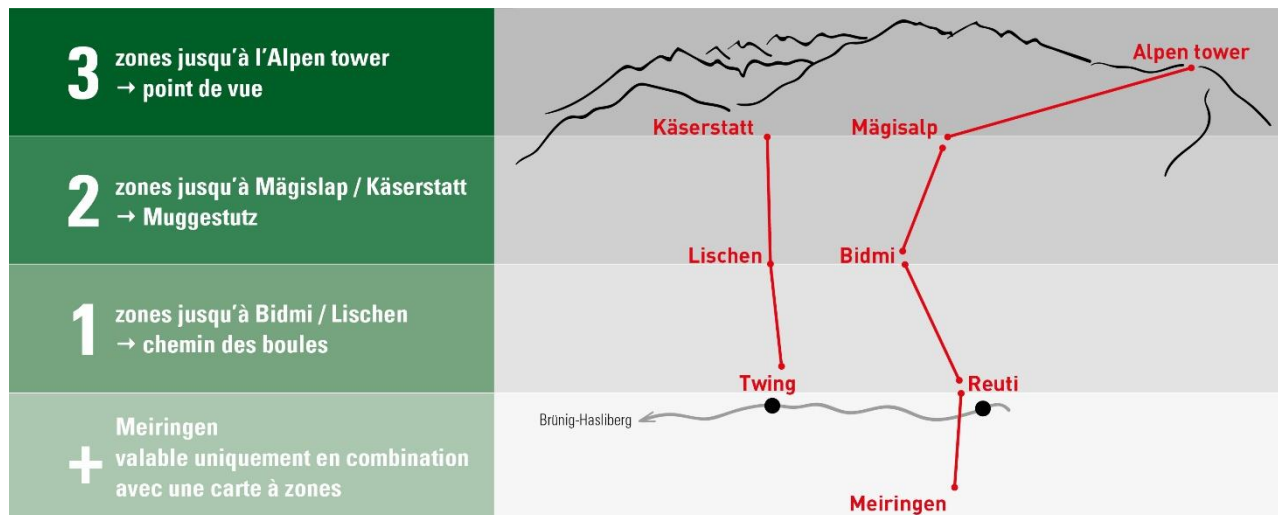 3
zones jusqu'à l'Alpen tower
→ point de vue
2
zones jusqu'à Mägislap / Käserstatt
→ Muggestutz
1
zones jusqu'à Bidmi / Lischen
→ chemin des boules
+
Meiringen
valable uniquement en combination
avec une carte à zones
Alpen tower
Käserstatt
Mägisalp
Lischen
Bidmi
Twing
Reuti
Brünig-Hasliberg
Meiringen